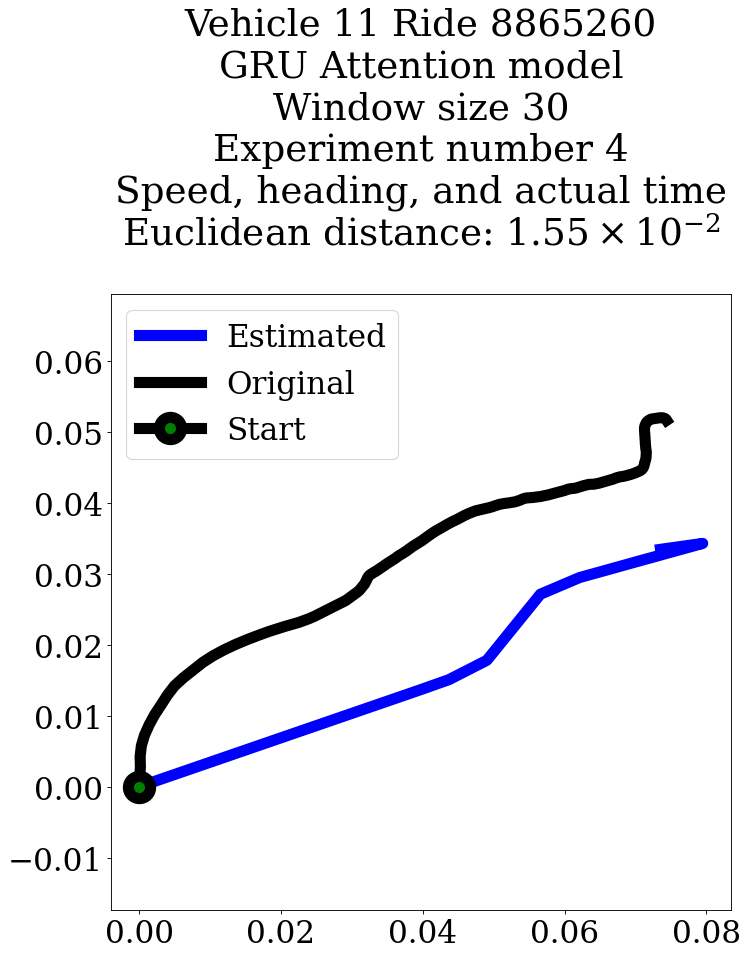 Vehicle 11 Ride 8865260
GRU Attention model
Window size 30
Experiment number 4
Speed, heading, and actual time
Euclidean distance: 1.55 × 10⁻²
Estimated
Original
Start
0.06
0.05
0.04
0.03
0.02
0.01
0.00
−0.01
0.00 0.02 0.04 0.06 0.08